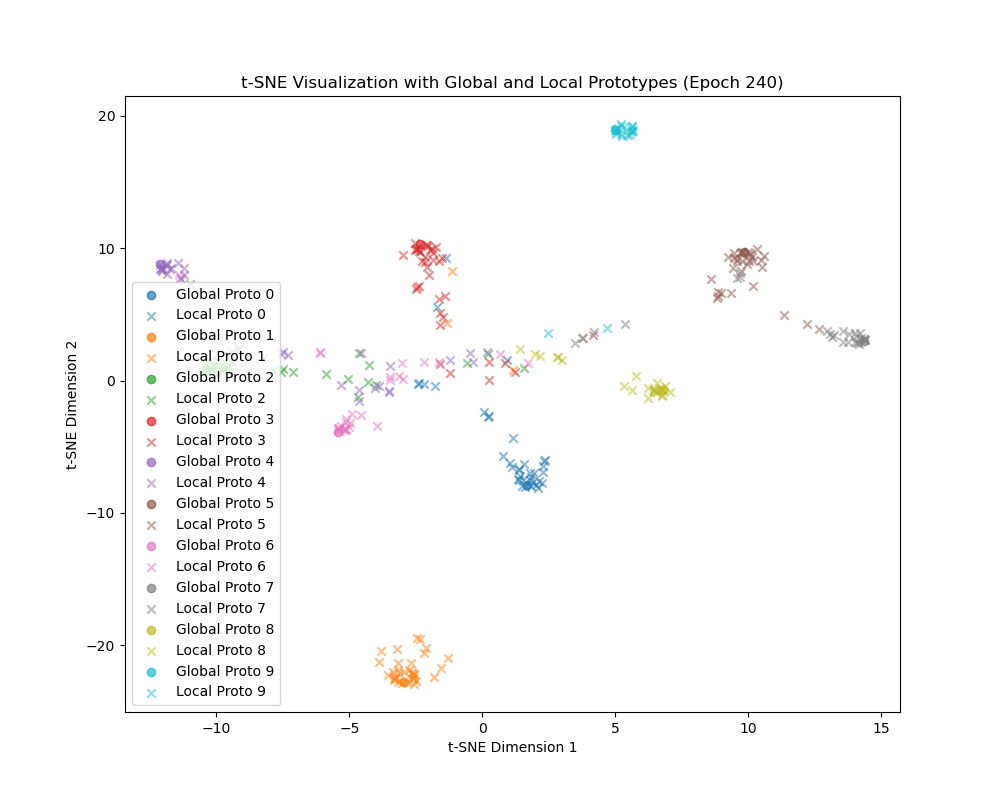 t-SNE Visualization with Global and Local Prototypes (Epoch 240)
20
10
0
−10
−20
t-SNE Dimension 2
Global Proto 0
Local Proto 0
Global Proto 1
Local Proto 1
Global Proto 2
Local Proto 2
Global Proto 3
Local Proto 3
Global Proto 4
Local Proto 4
Global Proto 5
Local Proto 5
Global Proto 6
Local Proto 6
Global Proto 7
Local Proto 7
Global Proto 8
Local Proto 8
Global Proto 9
Local Proto 9
−10 −5 0 5 10 15
t-SNE Dimension 1